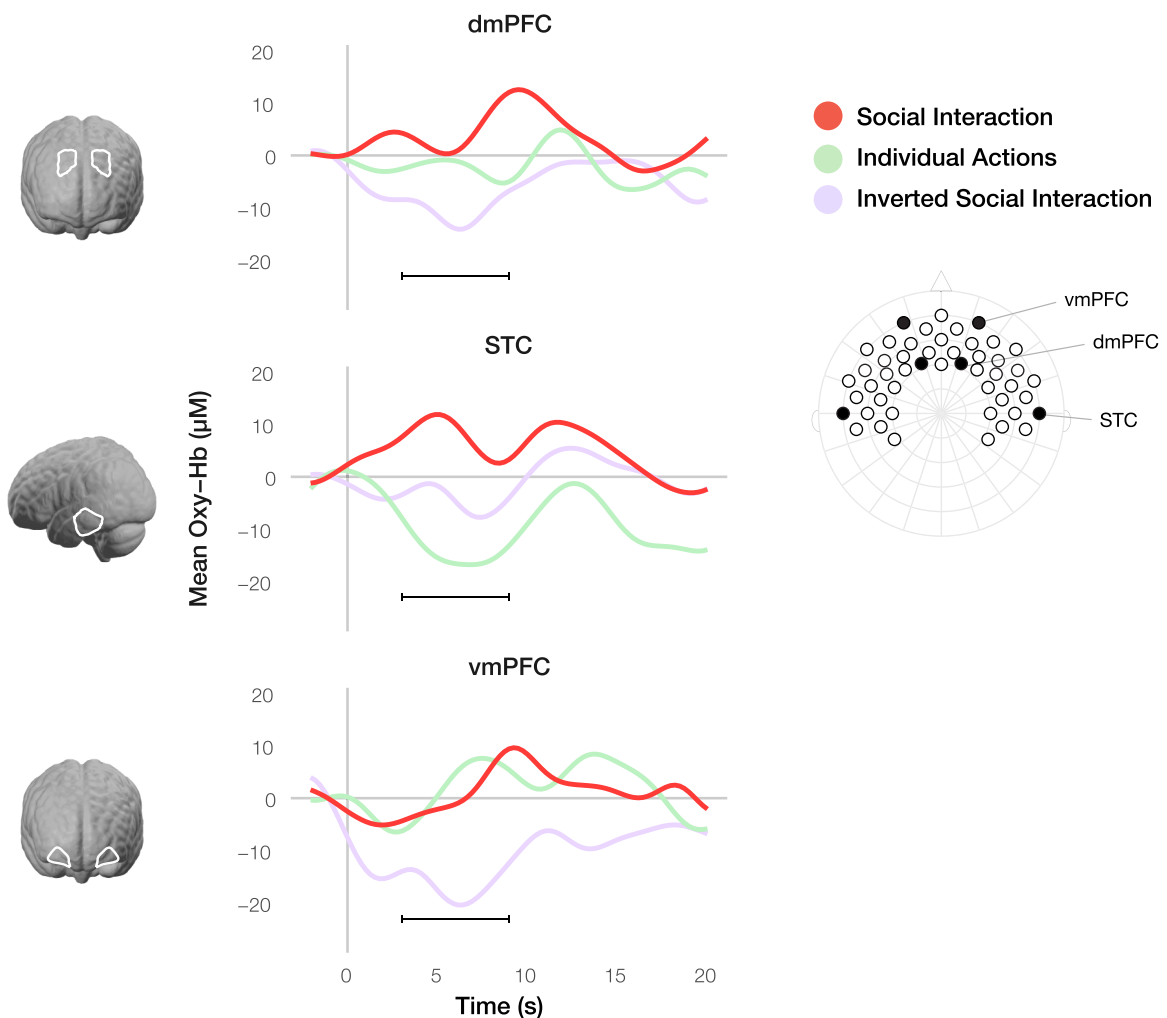 dmPFC
20
10
0
−10
−20
Social Interaction
Individual Actions
Inverted Social Interaction
vmPFC
dmPFC
STC
STC
20
10
0
−10
−20
Mean Oxy−Hb (μM)
vmPFC
20
10
0
−10
−20
0 5 10 15 20
Time (s)